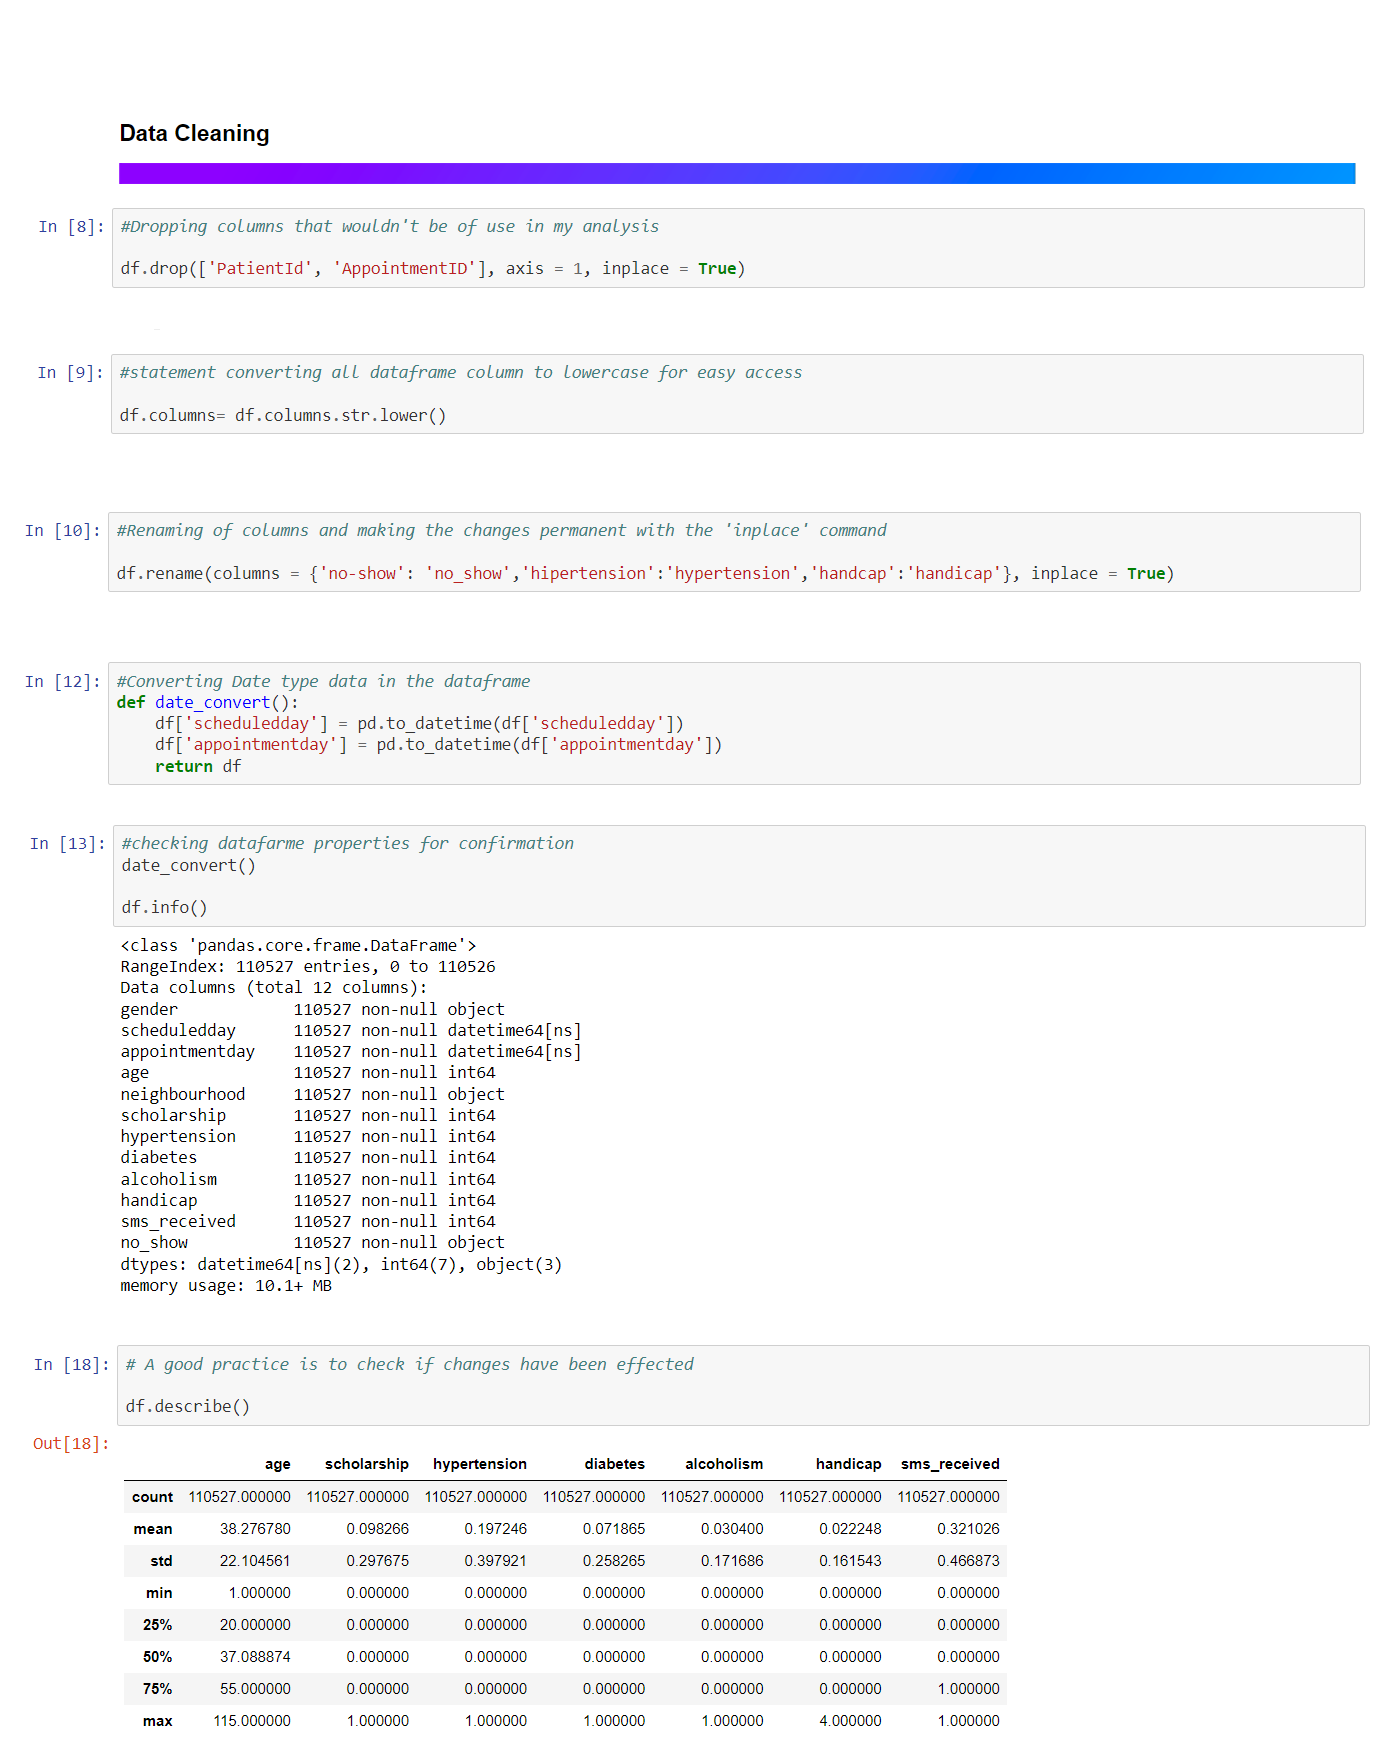 Data Cleaning
In [8]: #Dropping columns that wouldn't be of use in my analysis
df.drop(['PatientId', 'AppointmentID'], axis = 1, inplace = True)
In [9]: #statement converting all dataframe column to lowercase for easy access
df.columns= df.columns.str.lower()
In [10]: #Renaming of columns and making the changes permanent with the 'inplace' command
df.rename(columns = {'no-show': 'no_show','hipertension':'hypertension','handcap':'handicap'}, inplace = True)
In [12]: #Converting Date type data in the dataframe
def date_convert():
    df['scheduledday'] = pd.to_datetime(df['scheduledday'])
    df['appointmentday'] = pd.to_datetime(df['appointmentday'])
    return df
In [13]: #checking datafarme properties for confirmation
date_convert()
df.info()
<class 'pandas.core.frame.DataFrame'>
RangeIndex: 110527 entries, 0 to 110526
Data columns (total 12 columns):
gender            110527 non-null object
scheduledday      110527 non-null datetime64[ns]
appointmentday    110527 non-null datetime64[ns]
age               110527 non-null int64
neighbourhood     110527 non-null object
scholarship       110527 non-null int64
hypertension      110527 non-null int64
diabetes          110527 non-null int64
alcoholism        110527 non-null int64
handicap          110527 non-null int64
sms_received      110527 non-null int64
no_show           110527 non-null object
dtypes: datetime64[ns](2), int64(7), object(3)
memory usage: 10.1+ MB
In [18]: # A good practice is to check if changes have been effected
df.describe()
Out[18]:
age scholarship hypertension diabetes alcoholism handicap sms_received
count 110527.000000 110527.000000 110527.000000 110527.000000 110527.000000 110527.000000 110527.000000
mean 38.276780 0.098266 0.197246 0.071865 0.030400 0.022248 0.321026
std 22.104561 0.297675 0.397921 0.258265 0.171686 0.161543 0.466873
min 1.000000 0.000000 0.000000 0.000000 0.000000 0.000000 0.000000
25% 20.000000 0.000000 0.000000 0.000000 0.000000 0.000000 0.000000
50% 37.088874 0.000000 0.000000 0.000000 0.000000 0.000000 0.000000
75% 55.000000 0.000000 0.000000 0.000000 0.000000 0.000000 1.000000
max 115.000000 1.000000 1.000000 1.000000 1.000000 4.000000 1.000000